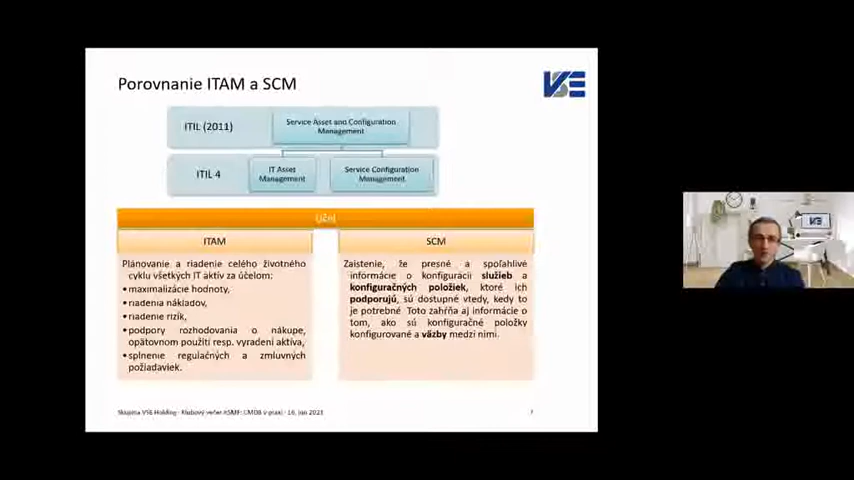 Porovnanie ITAM a SCM
VSE
ITIL (2011)
Service Asset and Configuration
Management
ITIL 4
IT Asset
Management
Service Configuration
Management
Účel
ITAM
SCM
Plánovanie a riadenie celého životného
cyklu všetkých IT aktív za účelom:
•maximalizácie hodnoty,
•riadenia nákladov,
•riadenie rizík,
•podpory rozhodovania o nákupe,
opätovnom použití resp. vyradení aktíva,
•splnenie regulačných a zmluvných
požiadaviek.
Zaistenie, že presné a spoľahlivé
informácie o konfigurácii služieb a
konfiguračných položiek, ktoré ich
podporujú, sú dostupné vtedy, kedy to
je potrebné Toto zahŕňa aj informácie o
tom, ako sú konfiguračné položky
konfigurované a väzby medzi nimi.
Skupina VSE Holding - Klubový večer itSMF: CMDB v praxi - 16. jún 2021